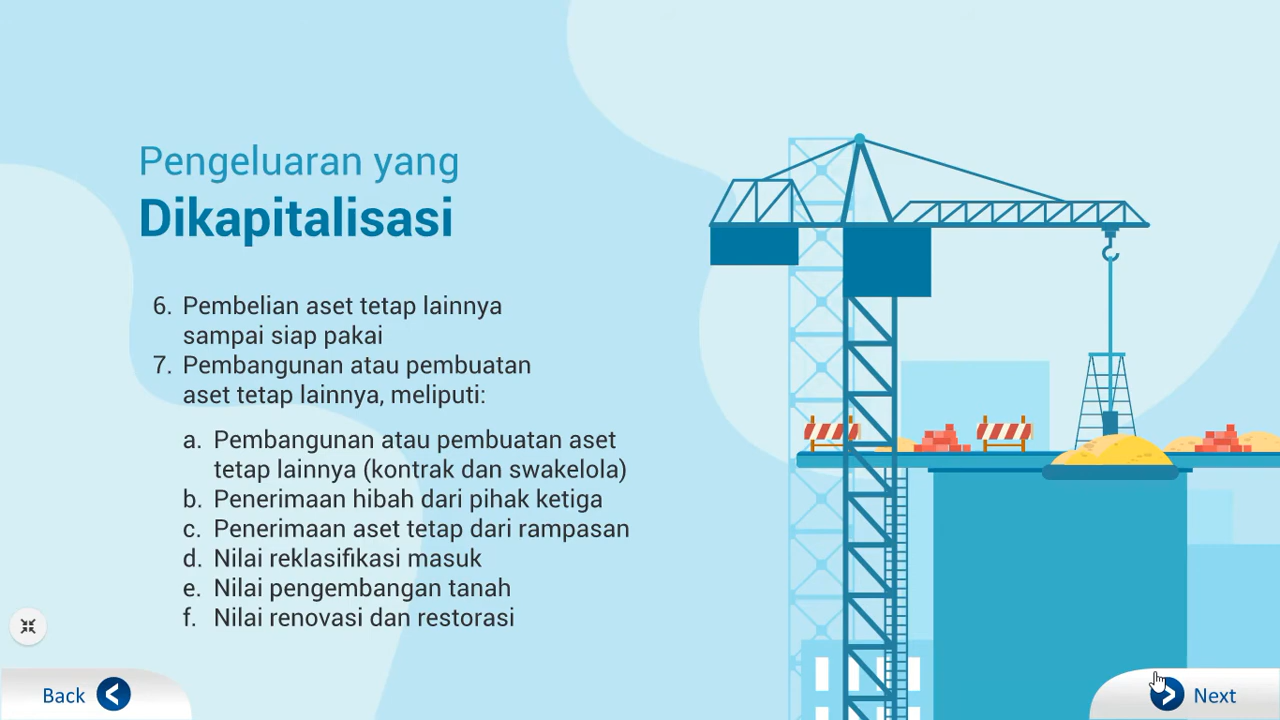 Pengeluaran yang
Dikapitalisasi
6. Pembelian aset tetap lainnya
sampai siap pakai
7. Pembangunan atau pembuatan
aset tetap lainnya, meliputi:
a. Pembangunan atau pembuatan aset
tetap lainnya (kontrak dan swakelola)
b. Penerimaan hibah dari pihak ketiga
c. Penerimaan aset tetap dari rampasan
d. Nilai reklasifikasi masuk
e. Nilai pengembangan tanah
f. Nilai renovasi dan restorasi
Back
Next